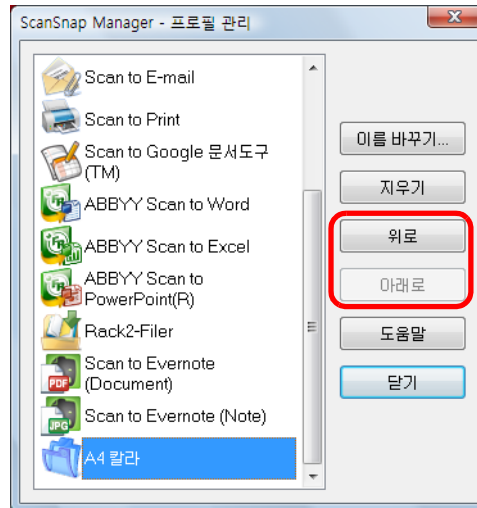 ScanSnap Manager - 프로필 관리
Scan to E-mail
Scan to Print
Scan to Google 문서도구
(TM)
ABBYY Scan to Word
ABBYY Scan to Excel
ABBYY Scan to
PowerPoint(R)
Rack2-Filer
Scan to Evernote
(Document)
PDF
Scan to Evernote (Note)
JPG
A4 칼라
이름 바꾸기...
지우기
위로
아래로
도움말
닫기